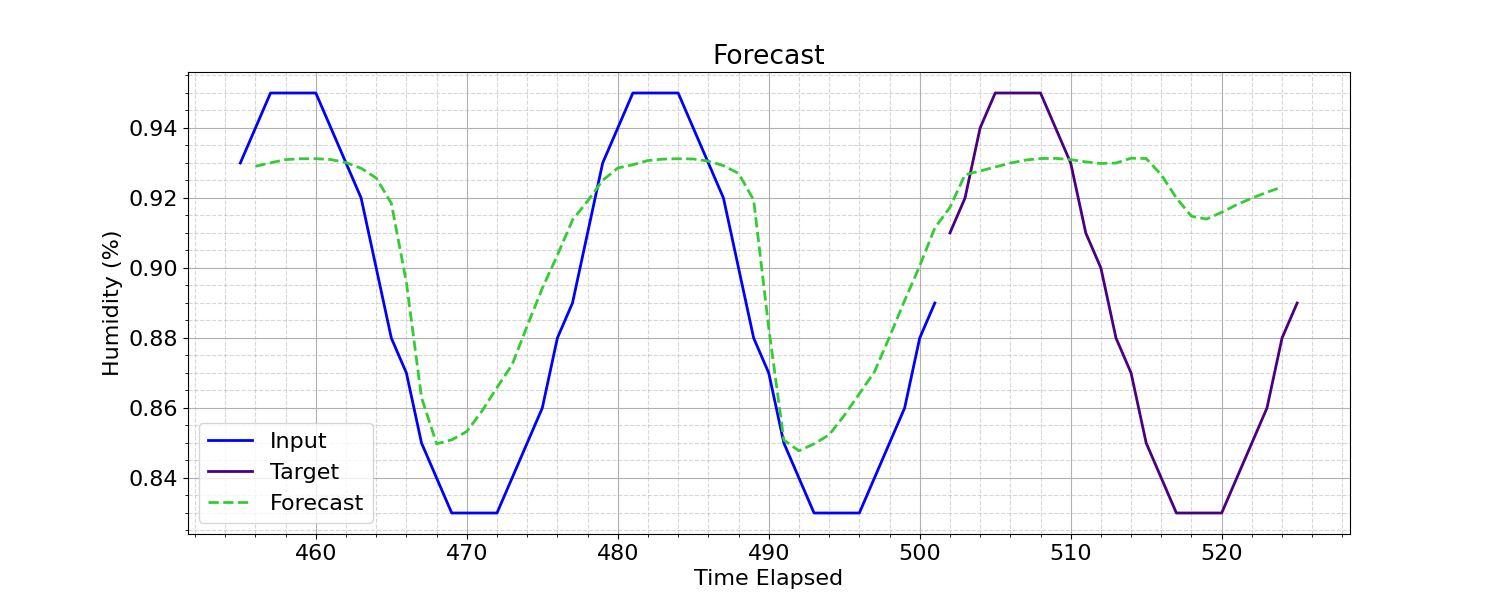 Forecast
Humidity (%)
0.94
0.92
0.90
0.88
0.86
0.84
Input
Target
Forecast
460 470 480 490 500 510 520
Time Elapsed